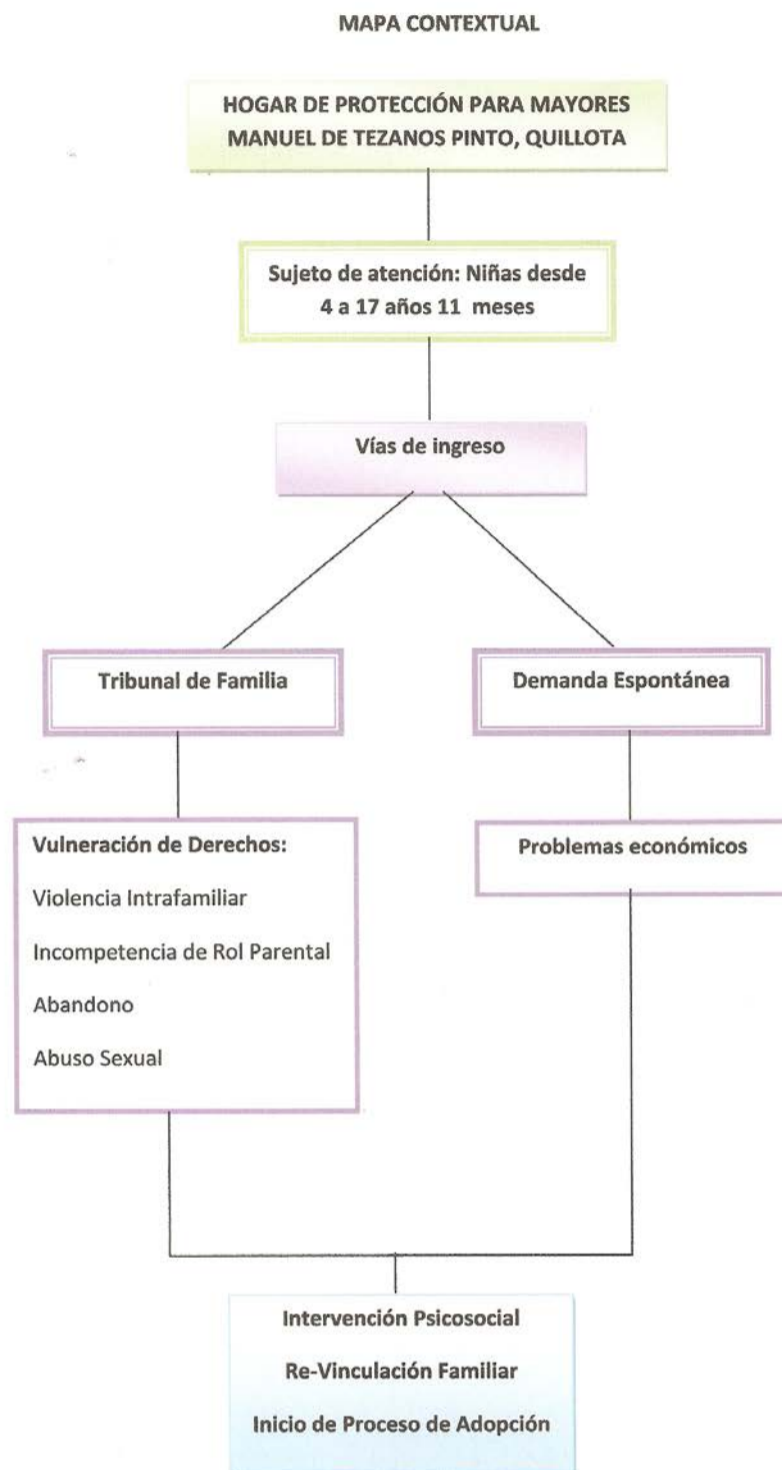 MAPA CONTEXTUAL
HOGAR DE PROTECCIÓN PARA MAYORES
MANUEL DE TEZANOS PINTO, QUILLOTA
Sujeto de atención: Niñas desde
4 a 17 años 11 meses
Vías de ingreso
Tribunal de Familia
Demanda Espontánea
Vulneración de Derechos:
Violencia Intrafamiliar
Incompetencia de Rol Parental
Abandono
Abuso Sexual
Problemas económicos
Intervención Psicosocial
Re-Vinculación Familiar
Inicio de Proceso de Adopción